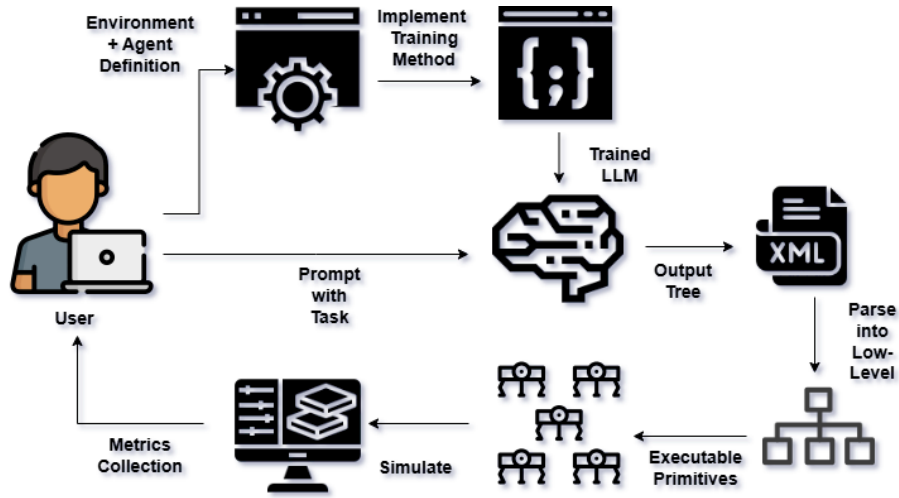 Environment
+ Agent
Definition
Implement
Training
Method
{;}
Trained
LLM
User
Prompt
with
Task
Output
Tree
XML
Parse
into
Low-
Level
Executable
Primitives
Simulate
Metrics
Collection